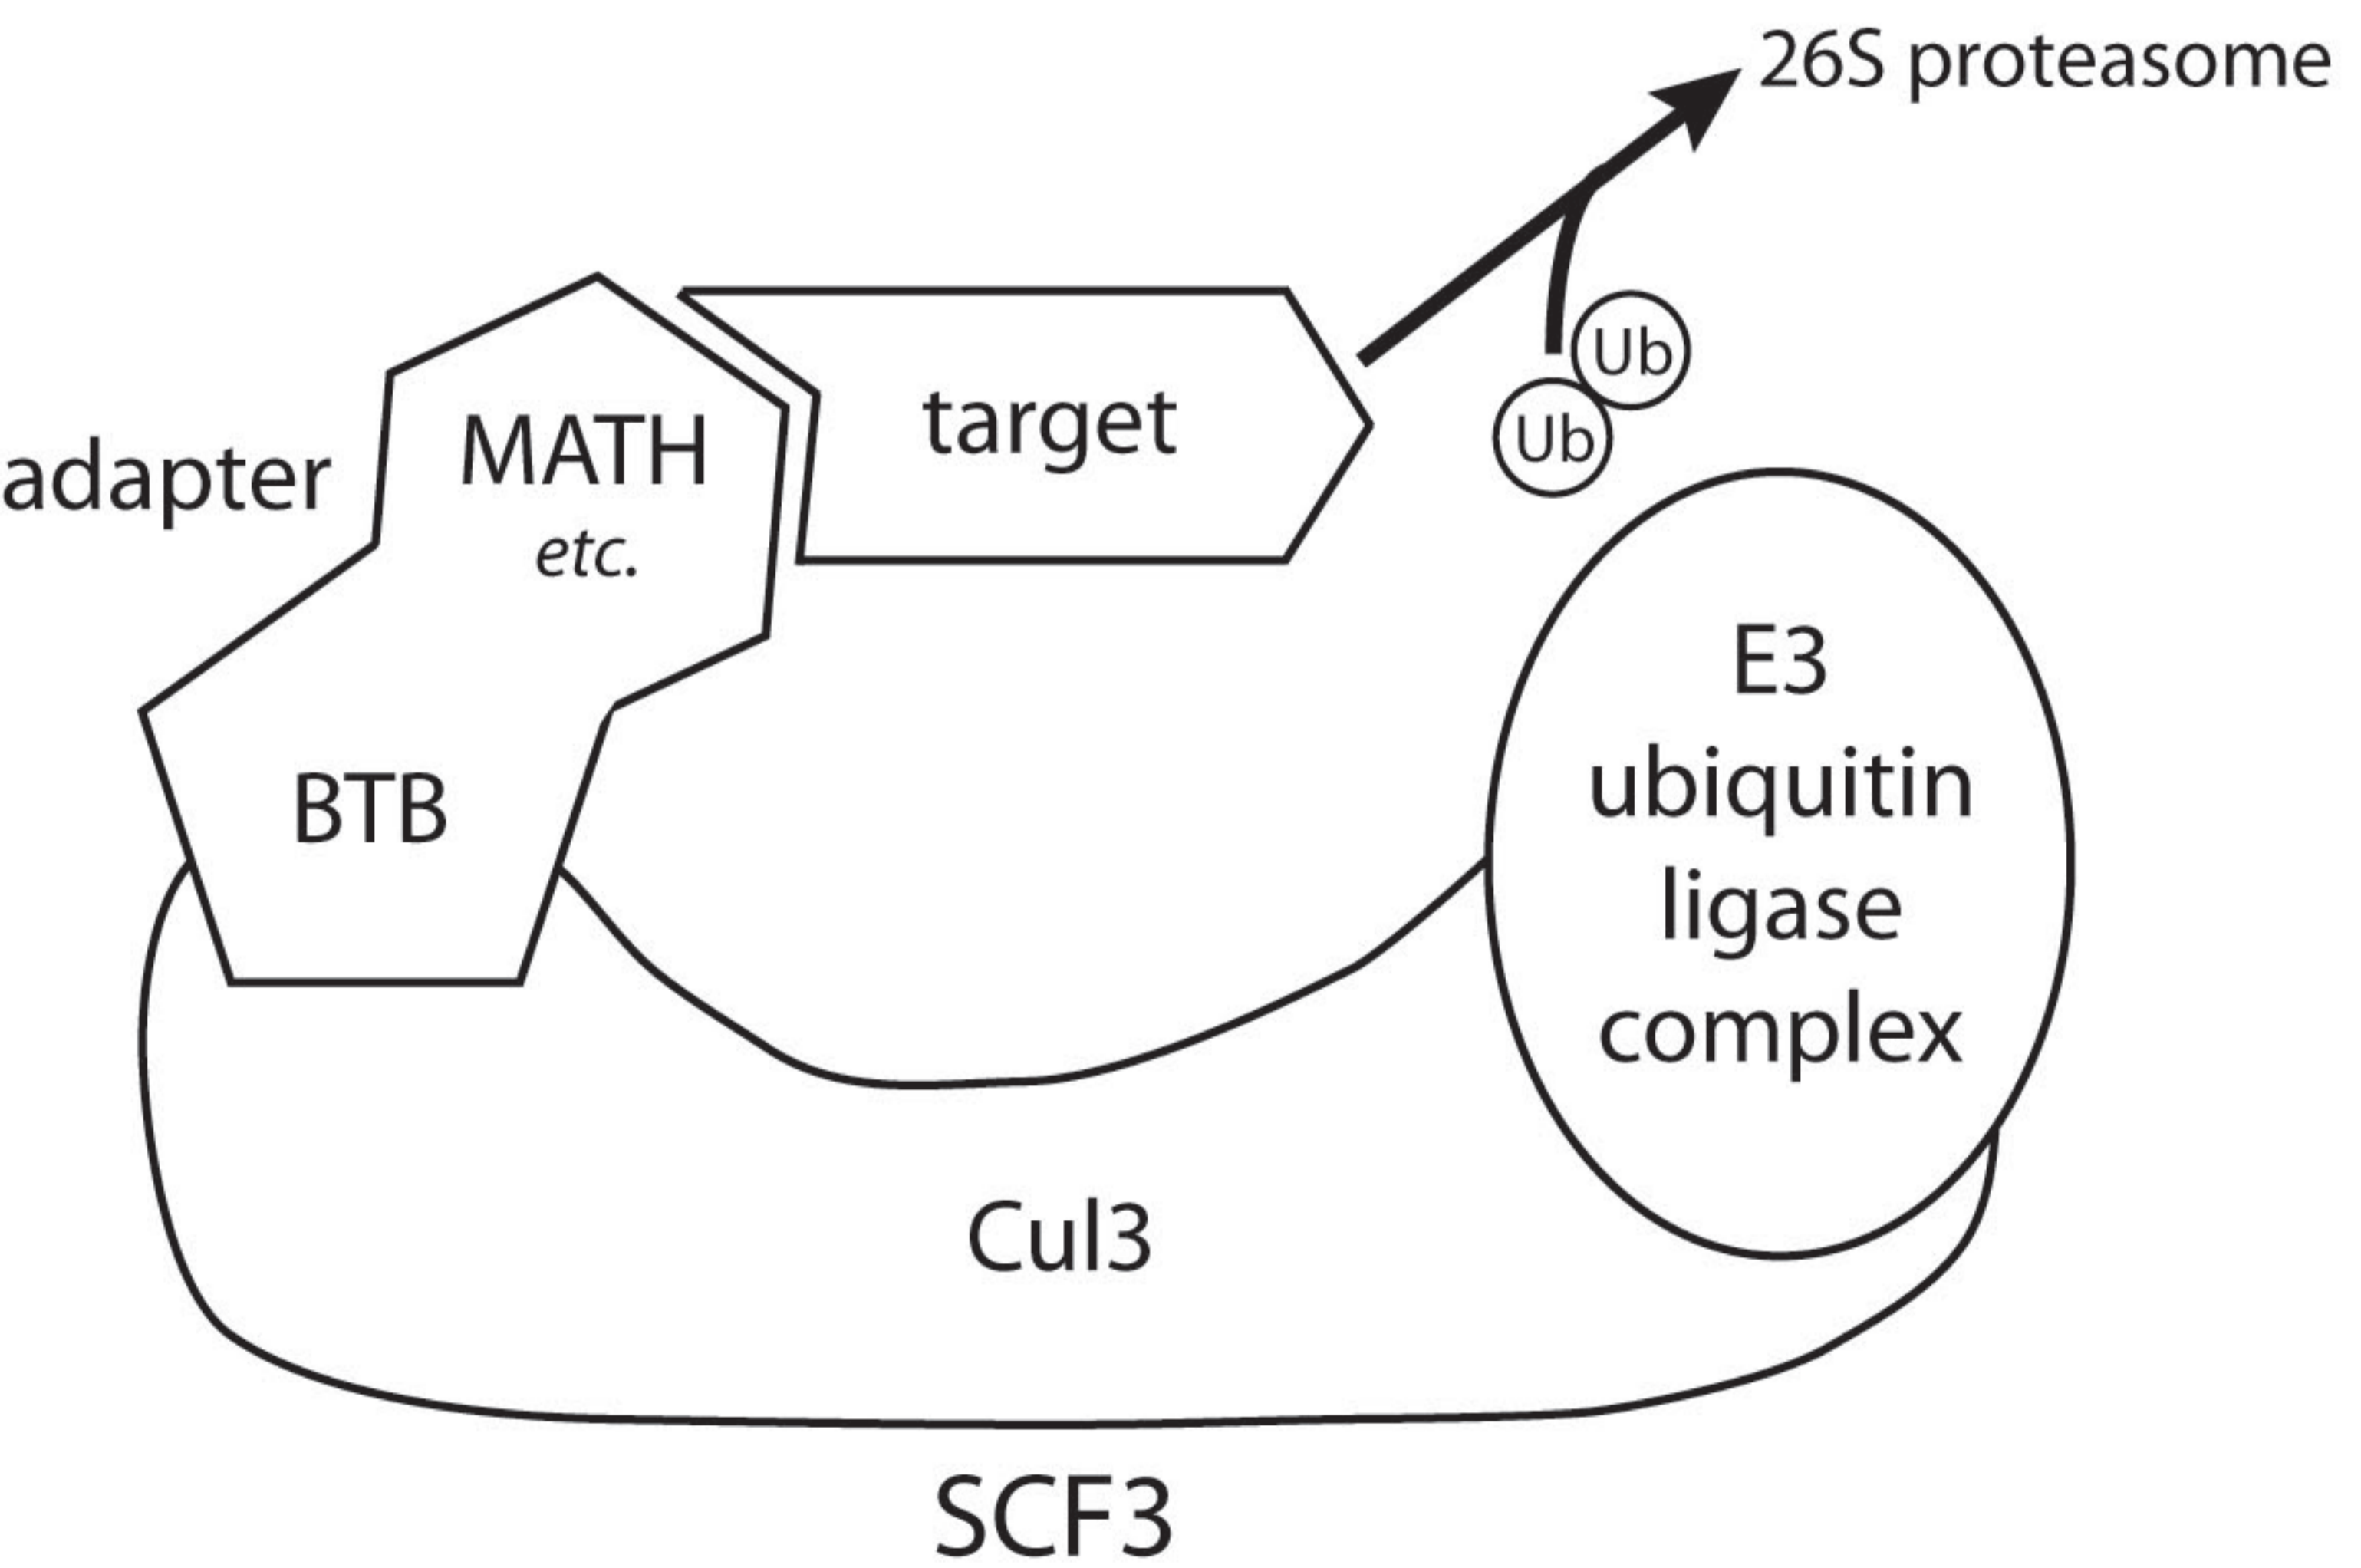 26S proteasome
Ub
Ub
target
MATH
etc.
adapter
BTB
E3
ubiquitin
ligase
complex
Cul3
SCF3